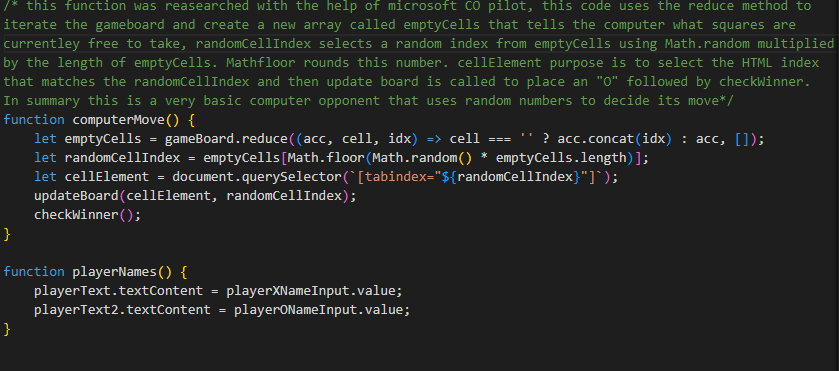 /* this function was reasearched with the help of microsoft CO pilot, this code uses the reduce method to
iterate the gameboard and create a new array called emptyCells that tells the computer what squares are
currentley free to take, randomCellIndex selects a random index from emptyCells using Math.random multiplied
by the length of emptyCells. Mathfloor rounds this number. cellElement purpose is to select the HTML index
that matches the randomCellIndex and then update board is called to place an "O" followed by checkWinner.
In summary this is a very basic computer opponent that uses random numbers to decide its move*/
function computerMove() {
    let emptyCells = gameBoard.reduce((acc, cell, idx) => cell === '' ? acc.concat(idx) : acc, []);
    let randomCellIndex = emptyCells[Math.floor(Math.random() * emptyCells.length)];
    let cellElement = document.querySelector(`[tabindex="${randomCellIndex}"]`);
    updateBoard(cellElement, randomCellIndex);
    checkWinner();
}
function playerNames() {
    playerText.textContent = playerXNameInput.value;
    playerText2.textContent = playerONameInput.value;
}